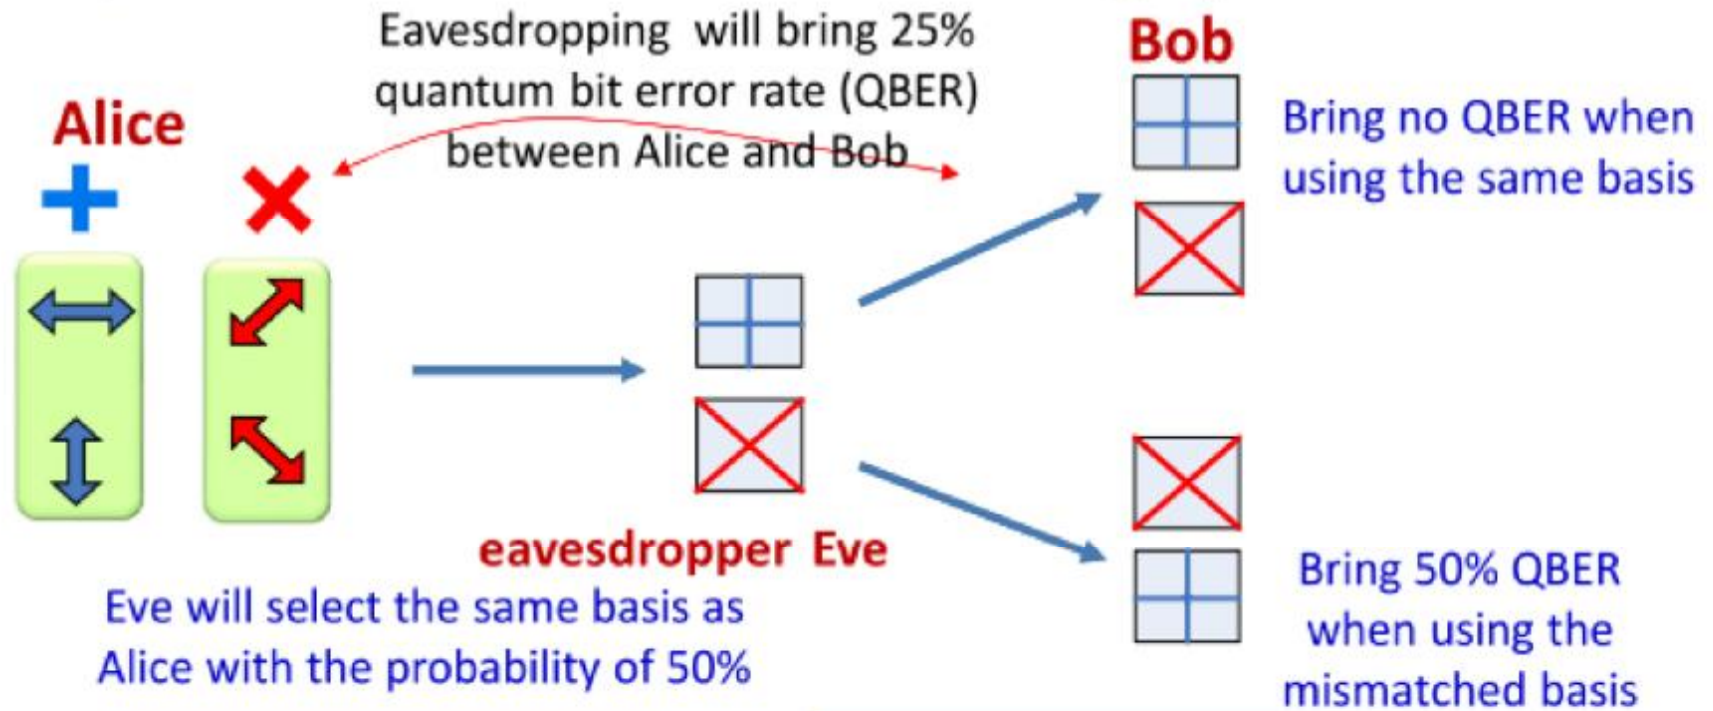 Eavesdropping will bring 25%
quantum bit error rate (QBER)
between Alice and Bob
Alice
Bob
Bring no QBER when
using the same basis
eavesdropper Eve
Eve will select the same basis as
Alice with the probability of 50%
Bring 50% QBER
when using the
mismatched basis